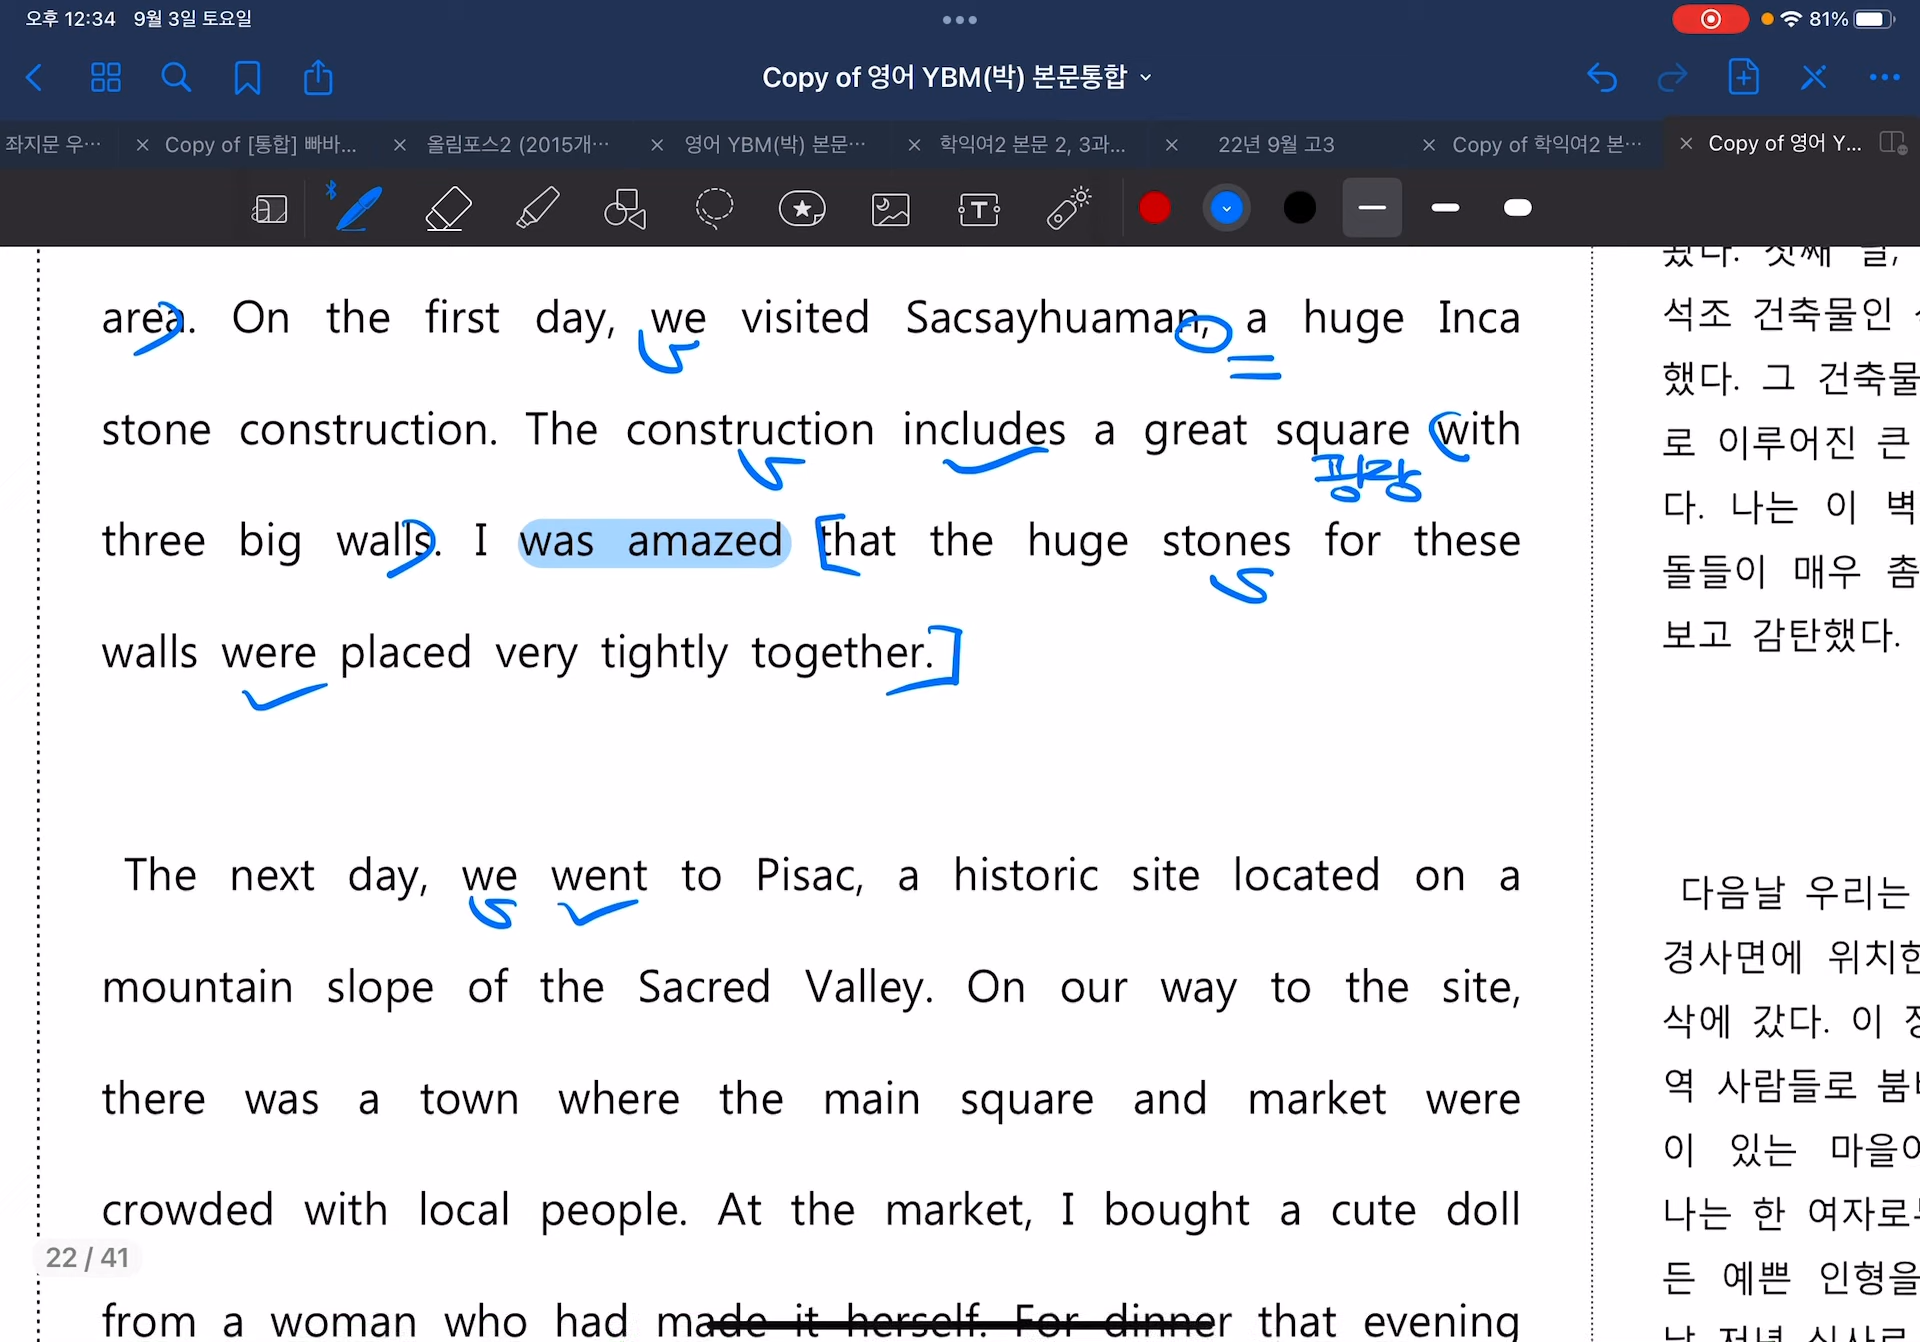 오후 12:34 9월 3일 토요일
81%
Copy of 영어 YBM(박) 본문통합
좌지문 우… Copy of [통합] 빠바... 올림포스2 (2015개… 영어 YBM(박) 본문… 학익여2 본문 2, 3과... 22년 9월 고3 Copy of 학익여2 본… Copy of 영어 Y...
area. On the first day, we visited Sacsayhuaman, a huge Inca
stone construction. The construction includes a great square with
광장
three big walls. I was amazed that the huge stones for these
walls were placed very tightly together.
The next day, we went to Pisac, a historic site located on a
mountain slope of the Sacred Valley. On our way to the site,
there was a town where the main square and market were
crowded with local people. At the market, I bought a cute doll
from a woman who had made it herself. For dinner that evening
22 / 41
석조 건축물인
했다. 그 건축물
로 이루어진 큰
다. 나는 이 벽
돌들이 매우 촘
보고 감탄했다.
다음날 우리는
경사면에 위치한
삭에 갔다. 이
역 사람들로 붐
이 있는 마을
나는 한 여자로
든 예쁜 인형을